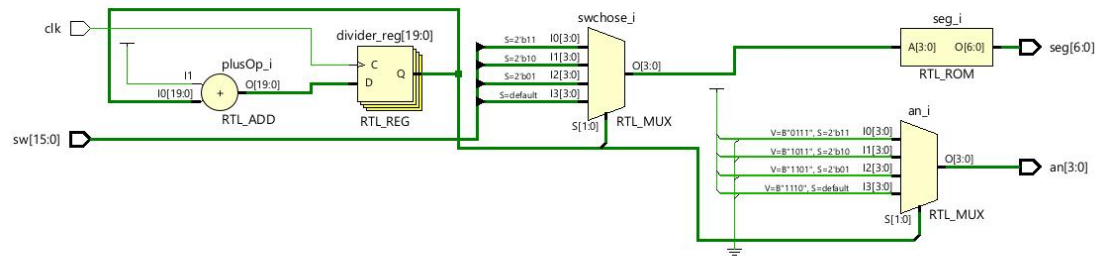 clk
sw[15:0]
plusOp_i
I1
I0[19:0]
+
O[19:0]
RTL_ADD
divider_reg[19:0]
C
D
Q
RTL_REG
swchose_i
S=2'b11 I0[3:0]
S=2'b10 I1[3:0]
S=2'b01 I2[3:0]
S=default I3[3:0]
O[3:0]
S[1:0]
RTL_MUX
seg_i
A[3:0] O[6:0]
RTL_ROM
seg[6:0]
an_i
V=B"0111", S=2'b11 I0[3:0]
V=B"1011", S=2'b10 I1[3:0]
V=B"1101", S=2'b01 I2[3:0]
V=B"1110", S=default I3[3:0]
O[3:0]
S[1:0]
RTL_MUX
an[3:0]